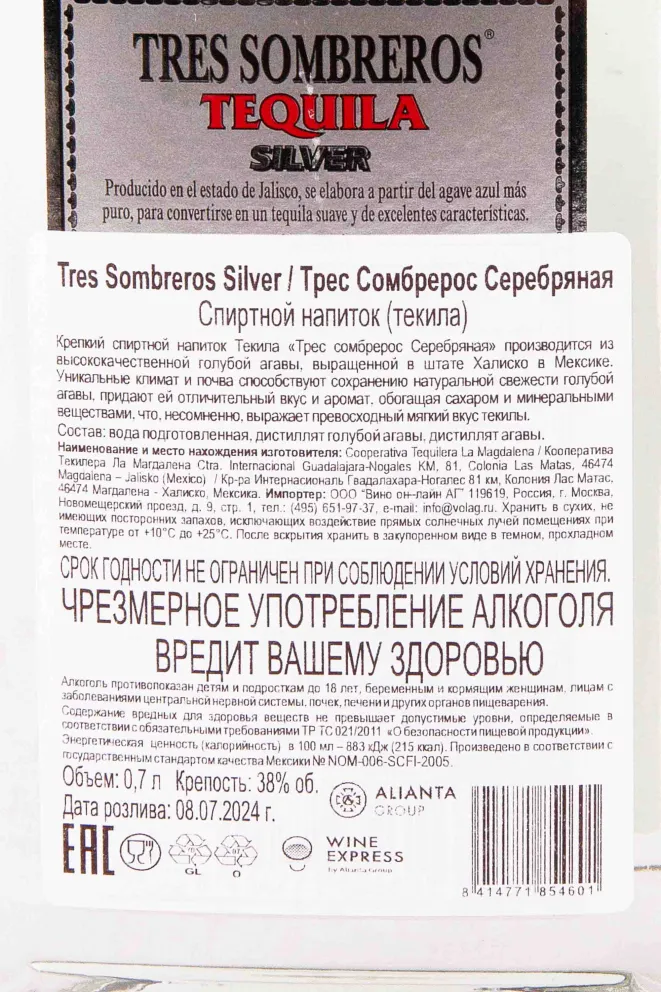 TRES SOMBREROS®
TEQUILA
SILVER
Producido en el estado de Jalisco, se elabora a partir del agave azul más
puro, para convertirse en un tequila suave y de excelentes características.
Tres Sombreros Silver / Трес Сомбрерос Серебряная
Спиртной напиток (текила)
Крепкий спиртной напиток Текила «Трес сомбрерос Серебряная» производится из
высококачественной голубой агавы, выращенной в штате Халиско в Мексике.
Уникальные климат и почва способствуют сохранению натуральной свежести голубой
агавы, придают ей отличительный вкус и аромат, обогащая сахаром и минеральными
веществами, что, несомненно, выражает превосходный мягкий вкус текилы.
Состав: вода подготовленная, дистиллят голубой агавы, дистиллят агавы.
Наименование и место нахождения изготовителя: Cooperativa Tequilera La Magdalena / Кооператива
Текилера Ла Магдалена Ctra. Internacional Guadalajara-Nogales KM, 81, Colonia Las Matas, 46474
Magdalena – Jalisko (Mexico) / Кр-ра Интернасиональ Гвадалахара-Ногалес 81 км, Колония Лас Матас,
46474 Магдалена - Халиско, Мексика. Импортер: ООО "Вино он-лайн АГ" 119619, Россия, г. Москва,
Новомещерский проезд, д. 9, стр. 1, тел.: (495) 651-97-37, e-mail: info@volag.ru. Хранить в сухих, не
имеющих посторонних запахов, исключающих воздействие прямых солнечных лучей помещениях при
температуре от +10°С до +25°С. После вскрытия хранить в закупоренном виде в темном, прохладном
месте.
СРОК ГОДНОСТИ НЕ ОГРАНИЧЕН ПРИ СОБЛЮДЕНИИ УСЛОВИЙ ХРАНЕНИЯ.
ЧРЕЗМЕРНОЕ УПОТРЕБЛЕНИЕ АЛКОГОЛЯ
ВРЕДИТ ВАШЕМУ ЗДОРОВЬЮ
Алкоголь противопоказан детям и подросткам до 18 лет, беременным и кормящим женщинам, лицам с
заболеваниями центральной нервной системы, почек, печени и других органов пищеварения.
Содержание вредных для здоровья веществ не превышает допустимые уровни, определяемые в
соответствии с обязательными требованиями ТР ТС 021/2011 «О безопасности пищевой продукции».
Энергетическая ценность (калорийность) в 100 мл – 883 кДж (215 ккал). Произведено в соответствии с
государственным стандартом качества Мексики № NOM-006-SCFI-2005.
Объем: 0,7 л Крепость: 38% об.
Дата розлива: 08.07.2024 г.
ALIANTA
GROUP
EAC
GL
WINE
EXPRESS
by Alianta Group
8 414771 854601